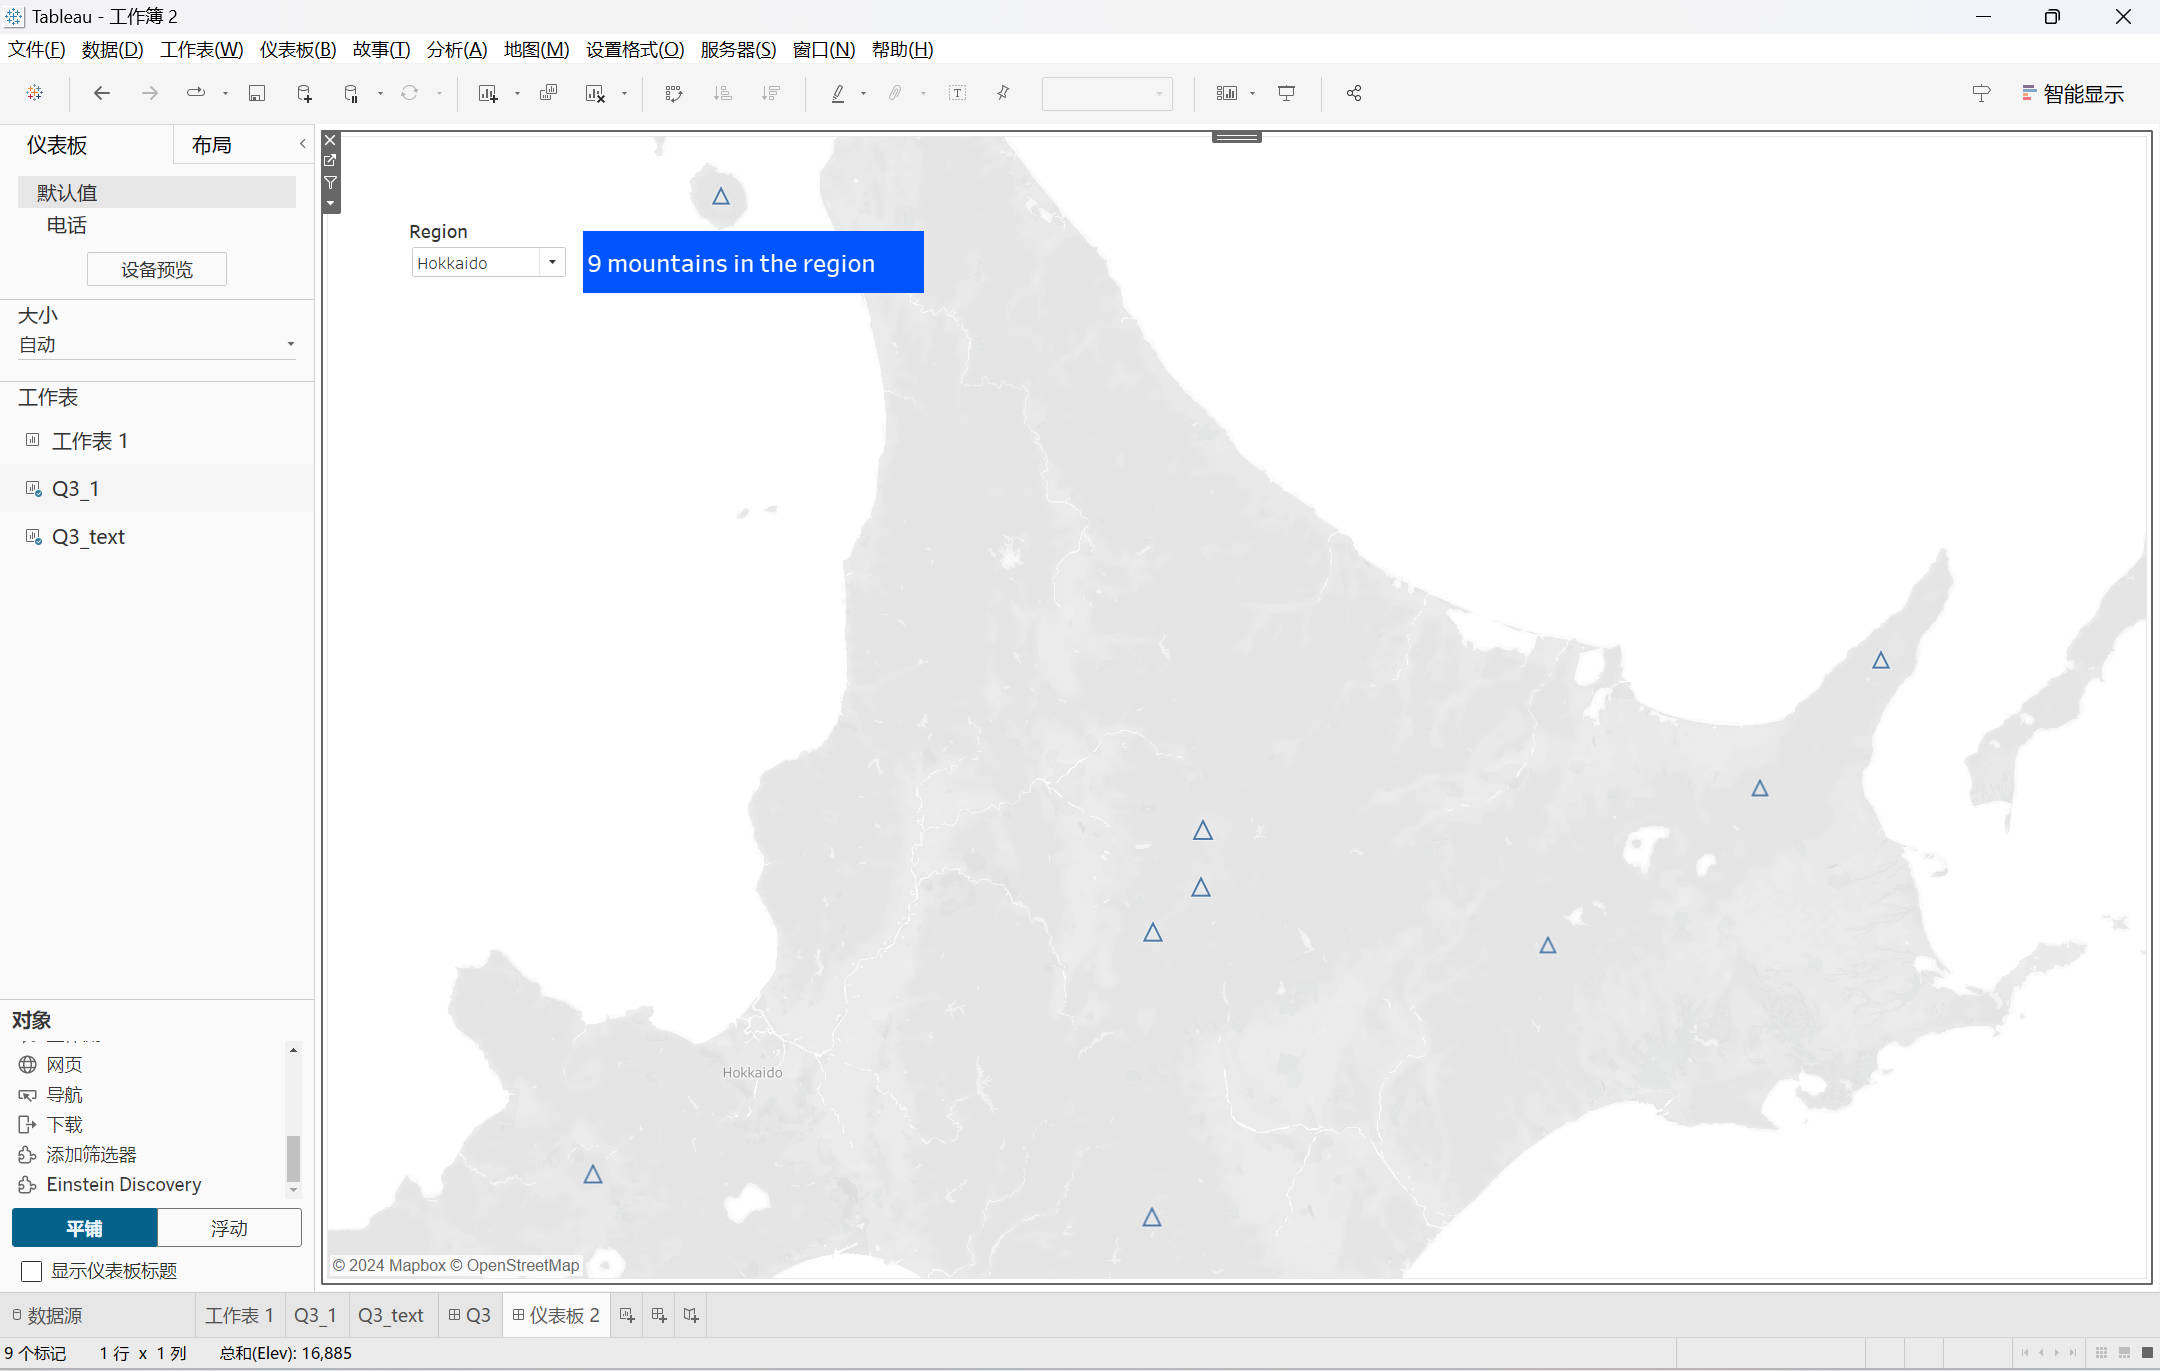 Tableau - 工作簿 2
文件(F) 数据(D) 工作表(W) 仪表板(B) 故事(T) 分析(A) 地图(M) 设置格式(O) 服务器(S) 窗口(N) 帮助(H)
智能显示
仪表板
布局
默认值
电话
设备预览
大小
自动
工作表
工作表 1
Q3_1
Q3_text
Region
Hokkaido
9 mountains in the region
Hokkaido
© 2024 Mapbox © OpenStreetMap
对象
网页
导航
下载
添加筛选器
Einstein Discovery
平铺
浮动
显示仪表板标题
数据源 工作表 1 Q3_1 Q3_text Q3 仪表板 2
9 个标记 1 行 x 1 列 总和(Elev): 16,885